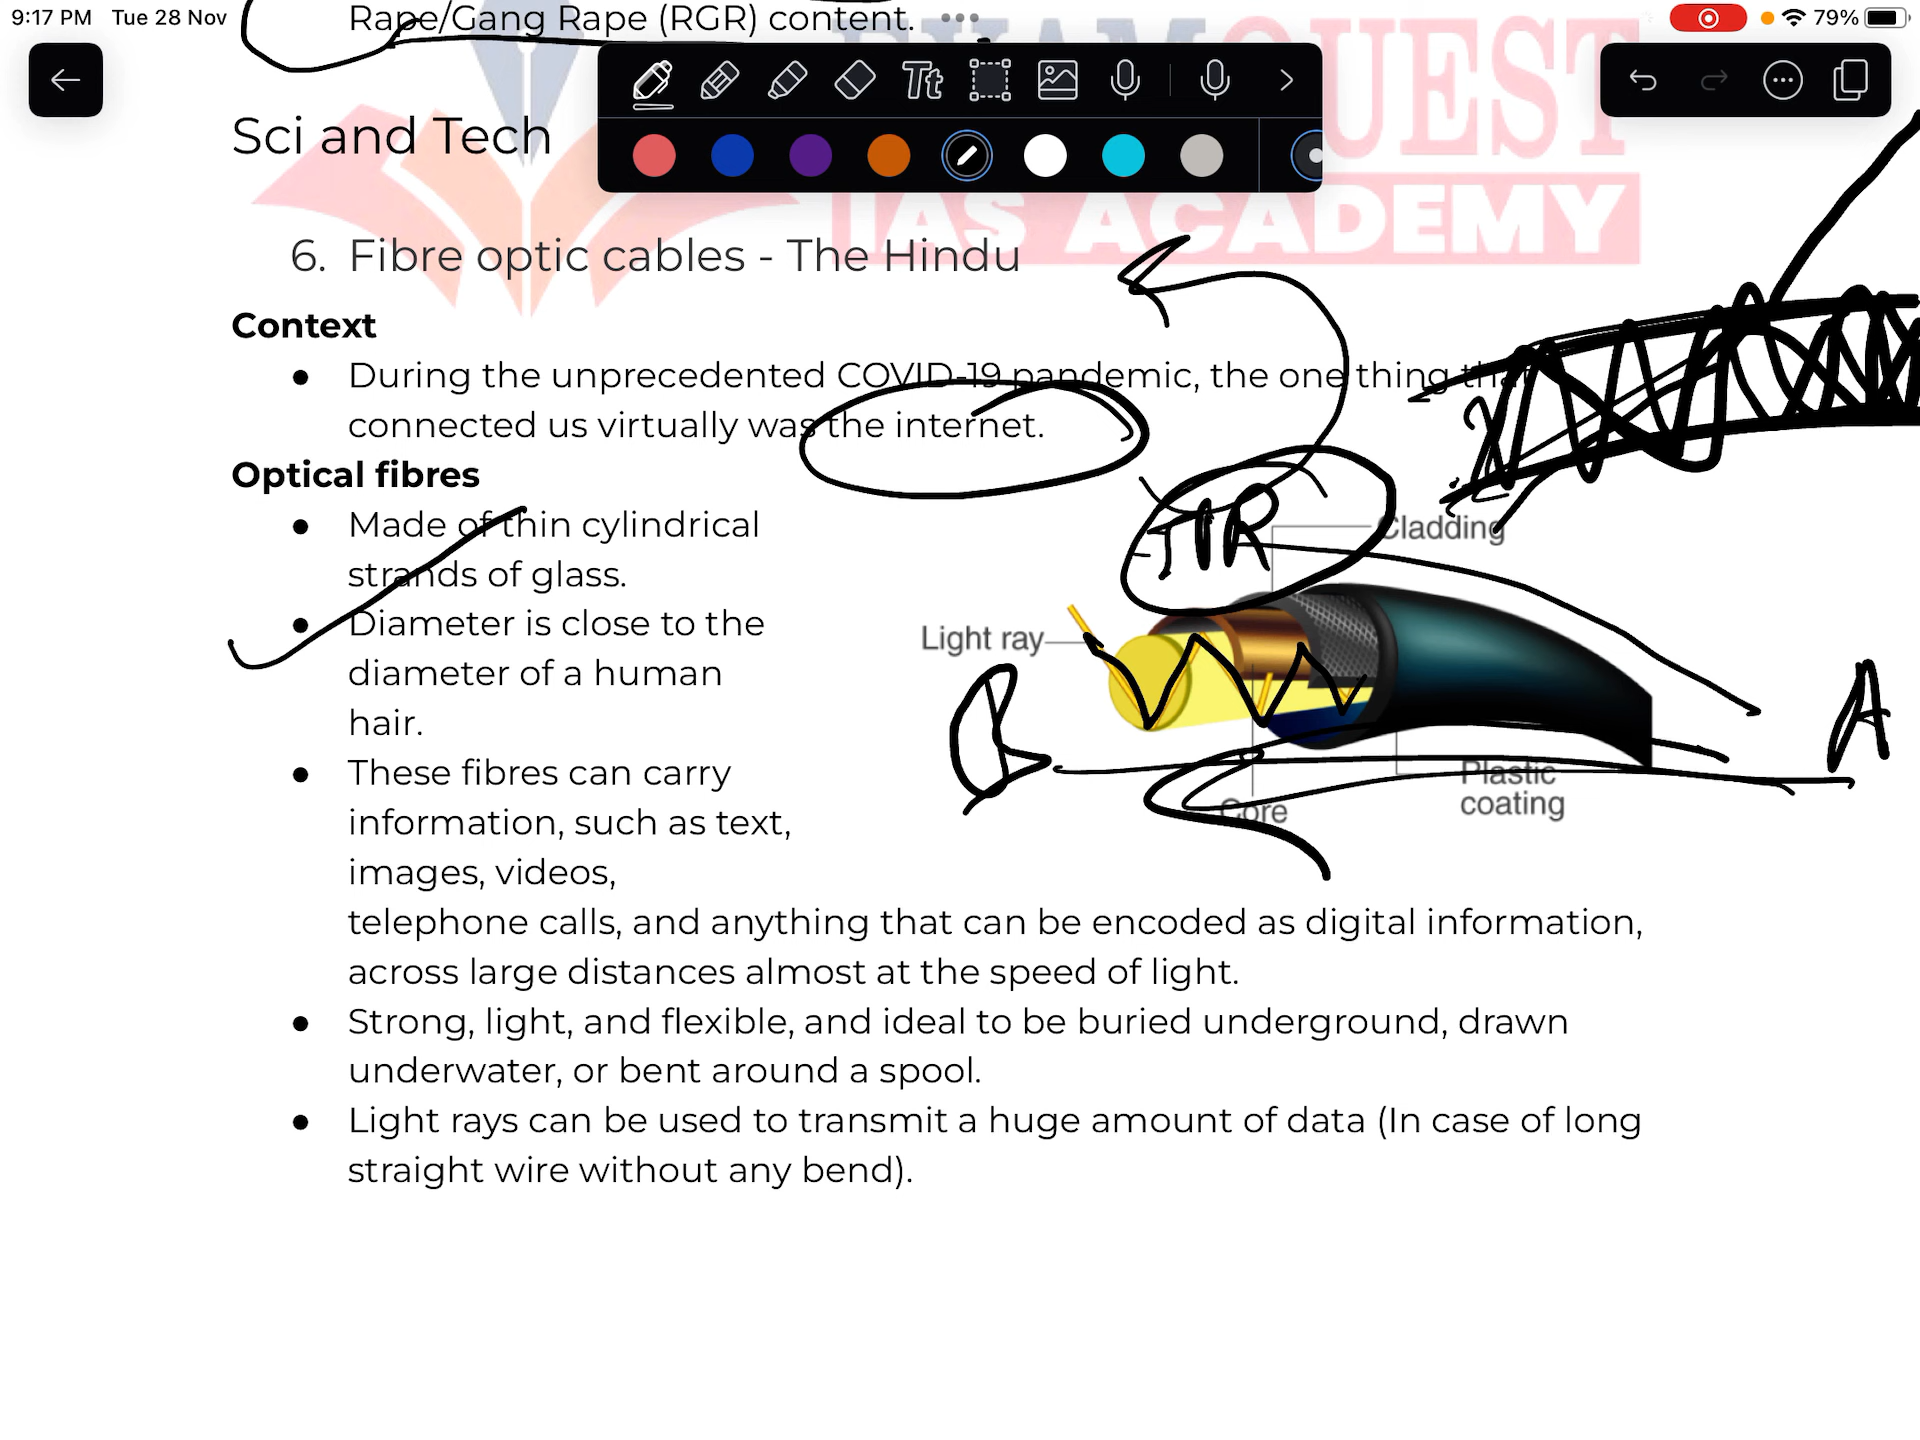 9:17 PM Tue 28 Nov
79%
Rape/Gang Rape (RGR) content.
Tt
EXAMQUEST
IAS ACADEMY
Sci and Tech
6. Fibre optic cables - The Hindu
Context
● During the unprecedented COVID-19 pandemic, the one thing that
connected us virtually was the internet.
Optical fibres
● Made of thin cylindrical
strands of glass.
● Diameter is close to the
diameter of a human
hair.
● These fibres can carry
information, such as text,
images, videos,
telephone calls, and anything that can be encoded as digital information,
across large distances almost at the speed of light.
● Strong, light, and flexible, and ideal to be buried underground, drawn
underwater, or bent around a spool.
● Light rays can be used to transmit a huge amount of data (In case of long
straight wire without any bend).
TIR
Cladding
Light ray
A
Plastic
coating
Core